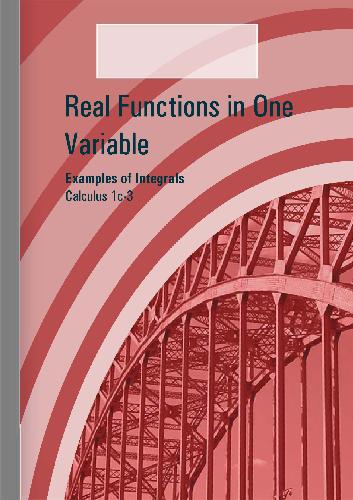 Real Functions in One
Variable
Examples of Integrals
Calculus 1c-3